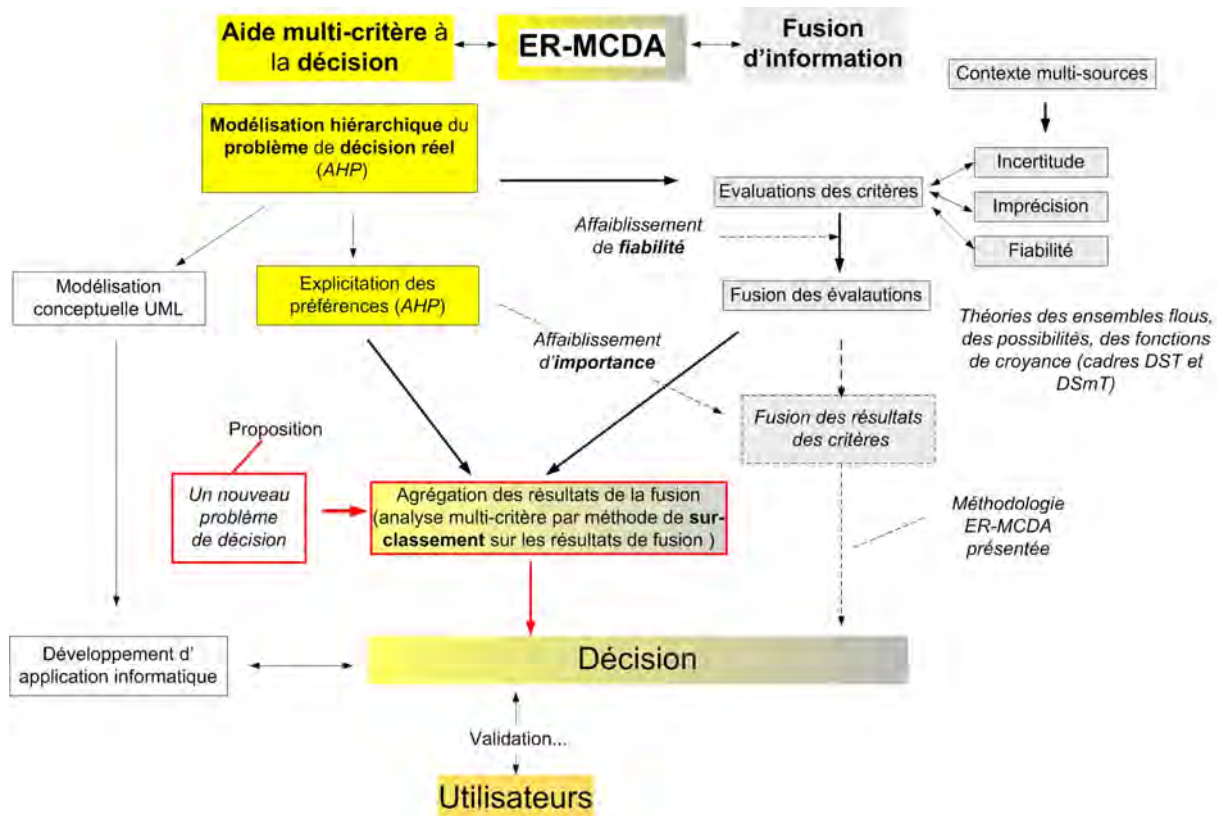 Aide multi-critère à
la décision
ER-MCDA
Fusion
d'information
Contexte multi-sources
Modélisation hiérarchique du
problème de décision réel
(AHP)
Incertitude
Evaluations des critères
Imprécision
Affaiblissement
de fiabilité
Fiabilité
Modélisation
conceptuelle UML
Explicitation des
préférences (AHP)
Fusion des évalautions
Théories des ensembles flous,
des possibilités, des fonctions
de croyance (cadres DST et
DSmT)
Affaiblissement
d'importance
Fusion des résultats
des critères
Proposition
Un nouveau
problème
de décision
Agrégation des résultats de la fusion
(analyse multi-critère par méthode de sur-
classement sur les résultats de fusion )
Méthodologie
ER-MCDA
présentée
Développement d'
application informatique
Décision
Validation...
Utilisateurs